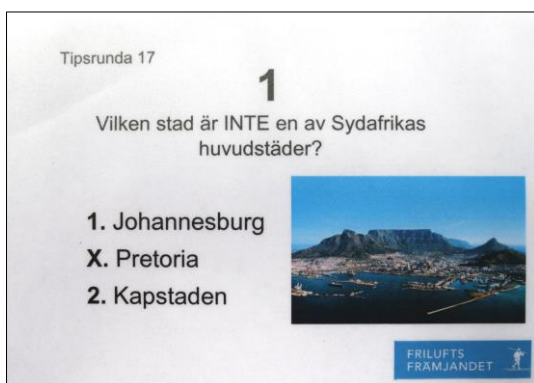 Tipsrunda 17
1
Vilken stad är INTE en av Sydafrikas
huvudstäder?
1. Johannesburg
X. Pretoria
2. Kapstaden
FRILUFTS
FRÄMJANDET